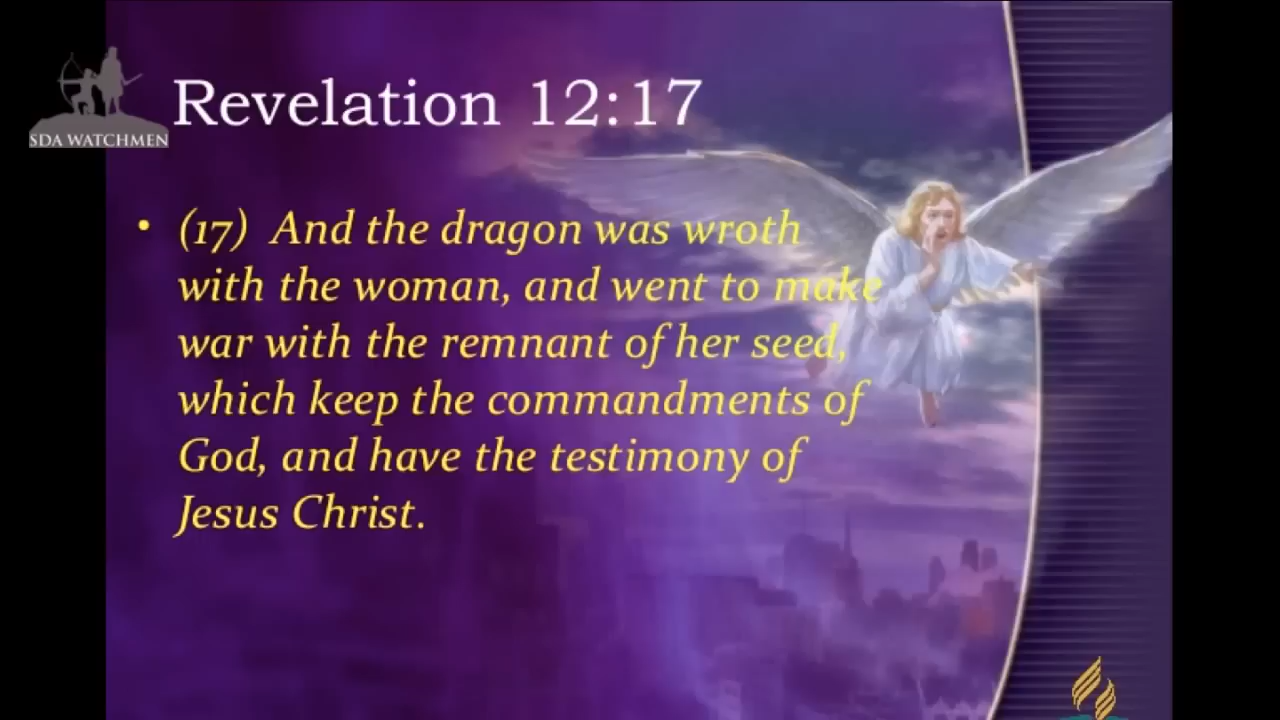 Revelation 12:17
SDA WATCHMEN
• (17) And the dragon was wroth
with the woman, and went to make
war with the remnant of her seed,
which keep the commandments of
God, and have the testimony of
Jesus Christ.